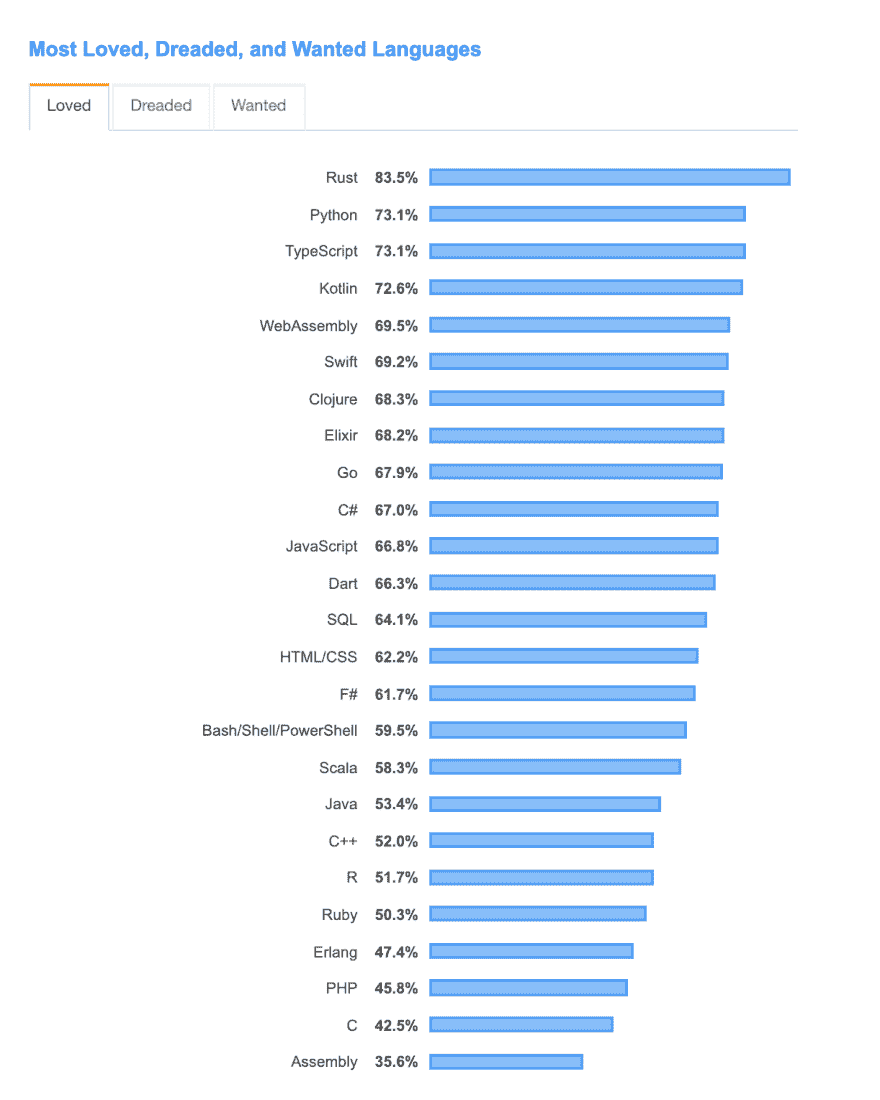 Most Loved, Dreaded, and Wanted Languages
Loved Dreaded Wanted
Rust 83.5%
Python 73.1%
TypeScript 73.1%
Kotlin 72.6%
WebAssembly 69.5%
Swift 69.2%
Clojure 68.3%
Elixir 68.2%
Go 67.9%
C# 67.0%
JavaScript 66.8%
Dart 66.3%
SQL 64.1%
HTML/CSS 62.2%
F# 61.7%
Bash/Shell/PowerShell 59.5%
Scala 58.3%
Java 53.4%
C++ 52.0%
R 51.7%
Ruby 50.3%
Erlang 47.4%
PHP 45.8%
C 42.5%
Assembly 35.6%